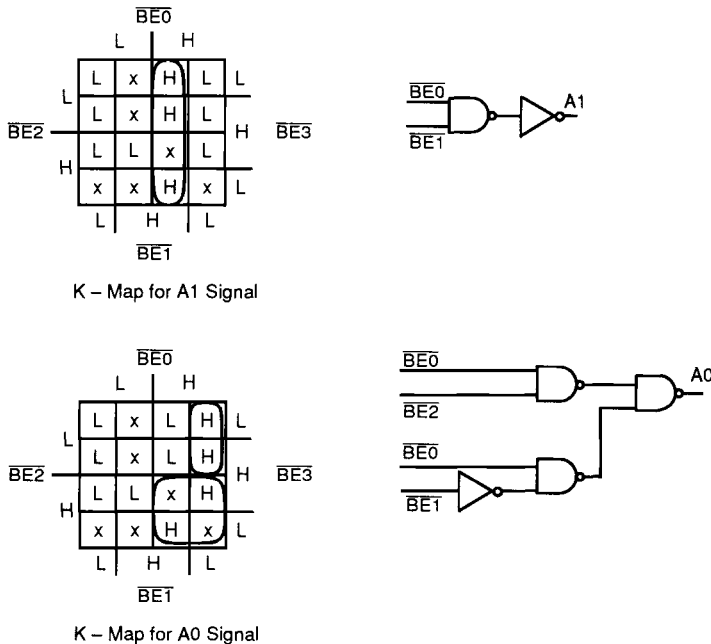 BE0
L H
L x H L L
L
L x H L
BE2 H BE3
L L x L
H
x x H x L
L H L
BE1
K – Map for A1 Signal
BE0
BE1
A1
BE0
L H
L x L H L
L
L x L H
BE2 H BE3
L L x H
H
x x H x L
L H L
BE1
K – Map for A0 Signal
BE0
BE2
BE0
BE1
A0